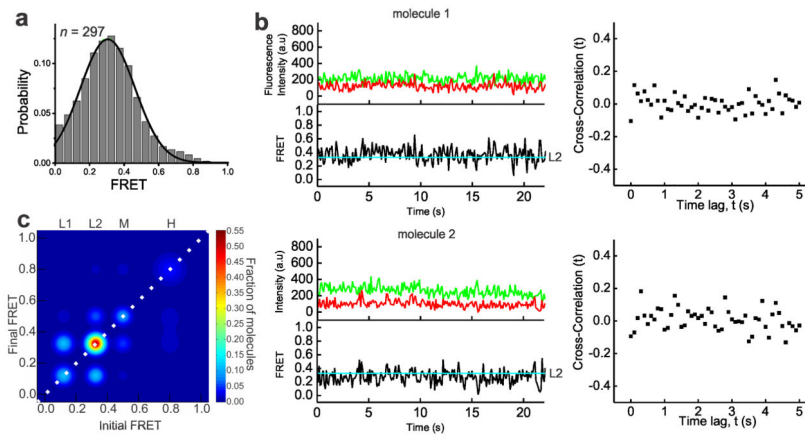 a
n = 297
Probability
0.10
0.05
0.00
0.0 0.2 0.4 0.6 0.8 1.0
FRET
b
molecule 1
Fluorescence
Intensity (a.u)
800
600
400
200
0
FRET
1.0
0.8
0.6
0.4
0.2
0.0
L2
0 5 10 15 20
Time (s)
Cross-Correlation (t)
0.4
0.2
0.0
-0.2
-0.4
0 1 2 3 4 5
Time lag, t (s)
molecule 2
Intensity (a.u)
800
600
400
200
0
FRET
1.0
0.8
0.6
0.4
0.2
0.0
L2
0 5 10 15 20
Time (s)
Cross-Correlation (t)
0.4
0.2
0.0
-0.2
-0.4
0 1 2 3 4 5
Time lag, t (s)
c
L1 L2 M H
Final FRET
1.0
0.8
0.6
0.4
0.2
0.0
0.0 0.2 0.4 0.6 0.8 1.0
Initial FRET
0.55
0.50
0.45
0.40
0.35
0.30
0.25
0.20
0.15
0.10
0.05
0.00
Fraction of molecules